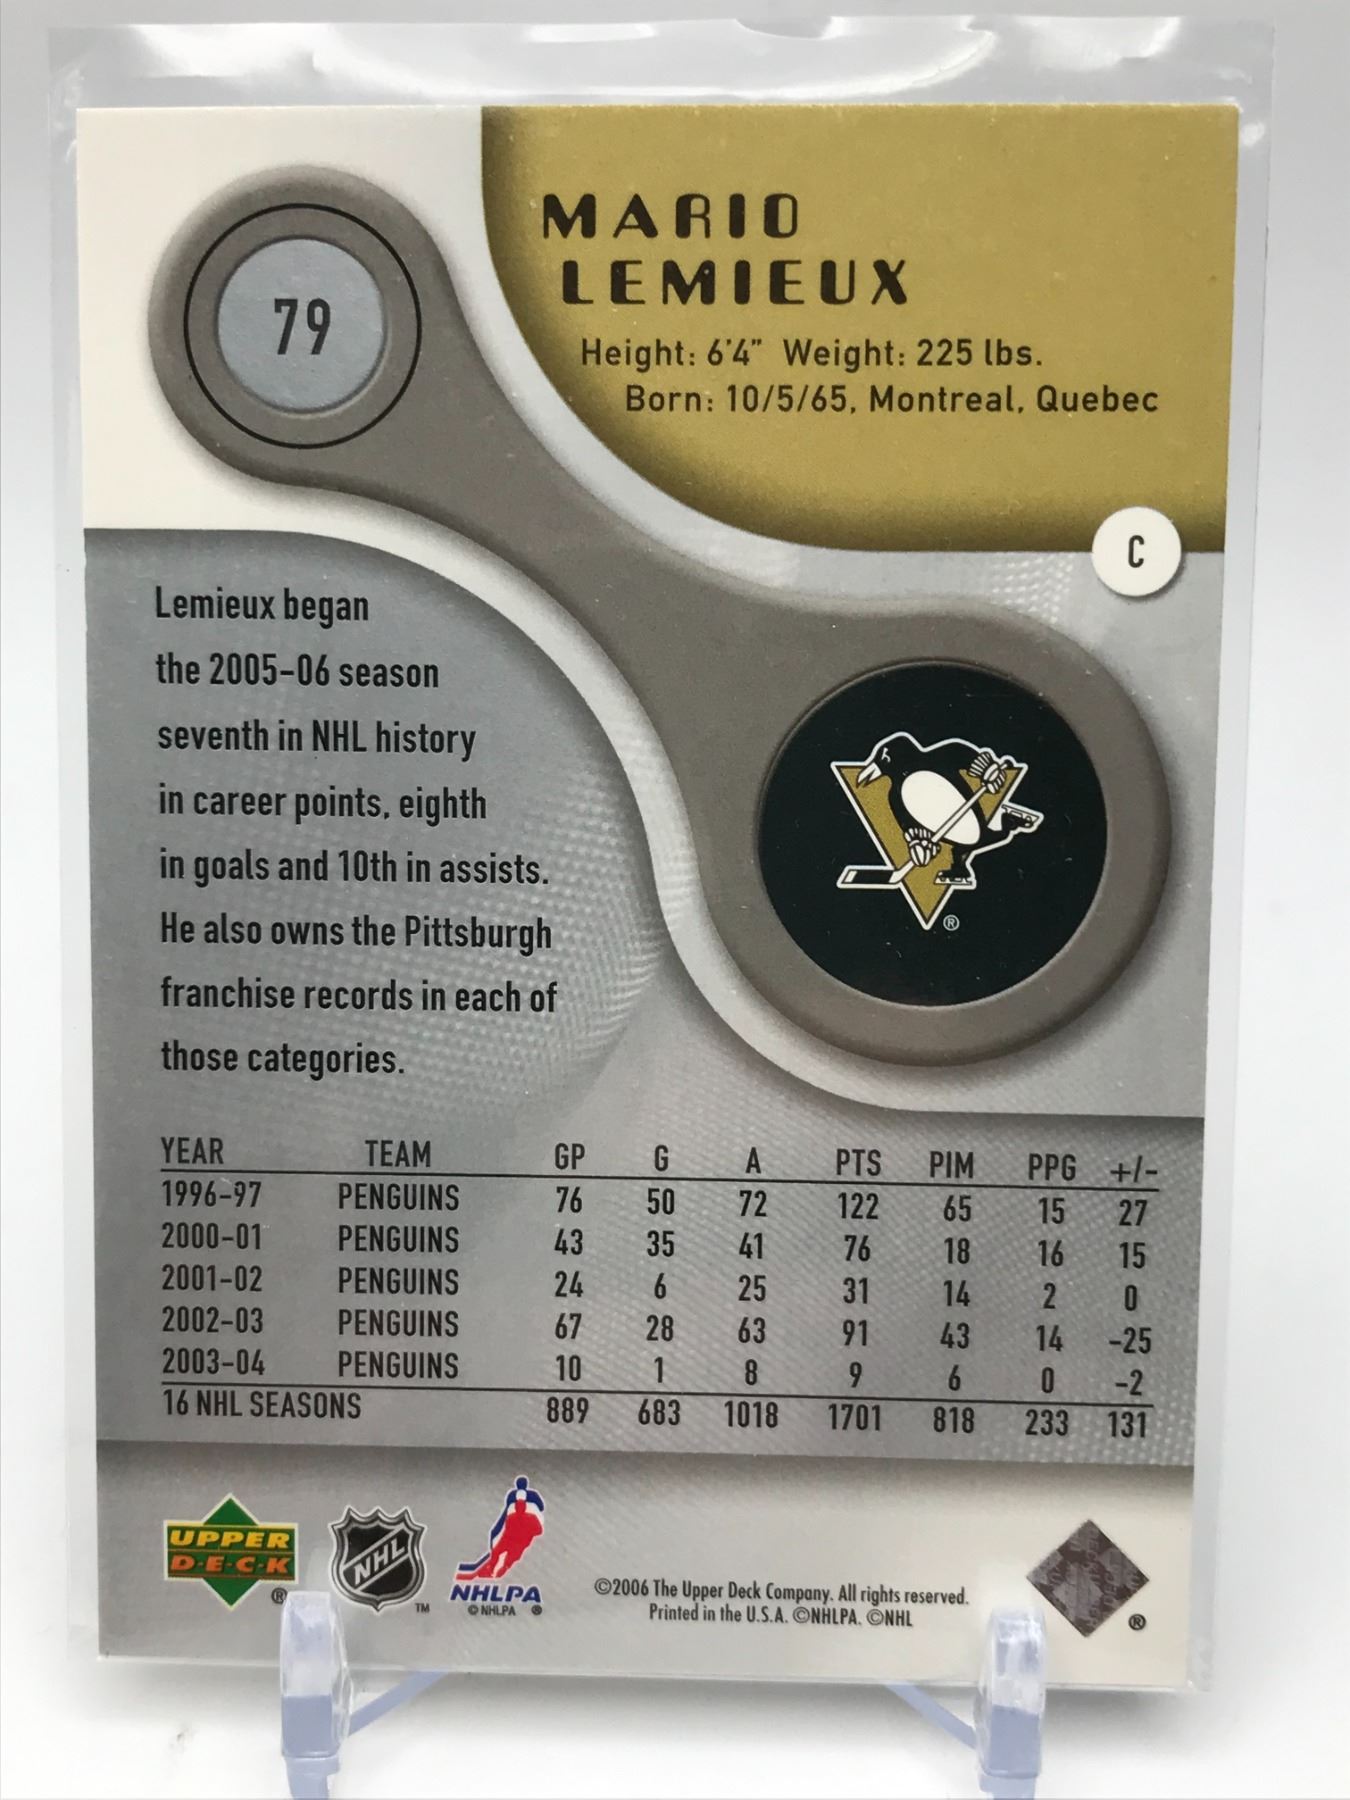 79
MARIO
LEMIEUX
Height: 6'4" Weight: 225 lbs.
Born: 10/5/65, Montreal, Quebec
C
Lemieux began
the 2005-06 season
seventh in NHL history
in career points, eighth
in goals and 10th in assists.
He also owns the Pittsburgh
franchise records in each of
those categories.
®
YEAR TEAM GP G A PTS PIM PPG +/-
1996-97 PENGUINS 76 50 72 122 65 15 27
2000-01 PENGUINS 43 35 41 76 18 16 15
2001-02 PENGUINS 24 6 25 31 14 2 0
2002-03 PENGUINS 67 28 63 91 43 14 -25
2003-04 PENGUINS 10 1 8 9 6 0 -2
16 NHL SEASONS 889 683 1018 1701 818 233 131
UPPER
D·E·C·K
®
NHL
TM
NHLPA
© NHLPA ®
©2006 The Upper Deck Company. All rights reserved.
Printed in the U.S.A. ©NHLPA. ©NHL
®